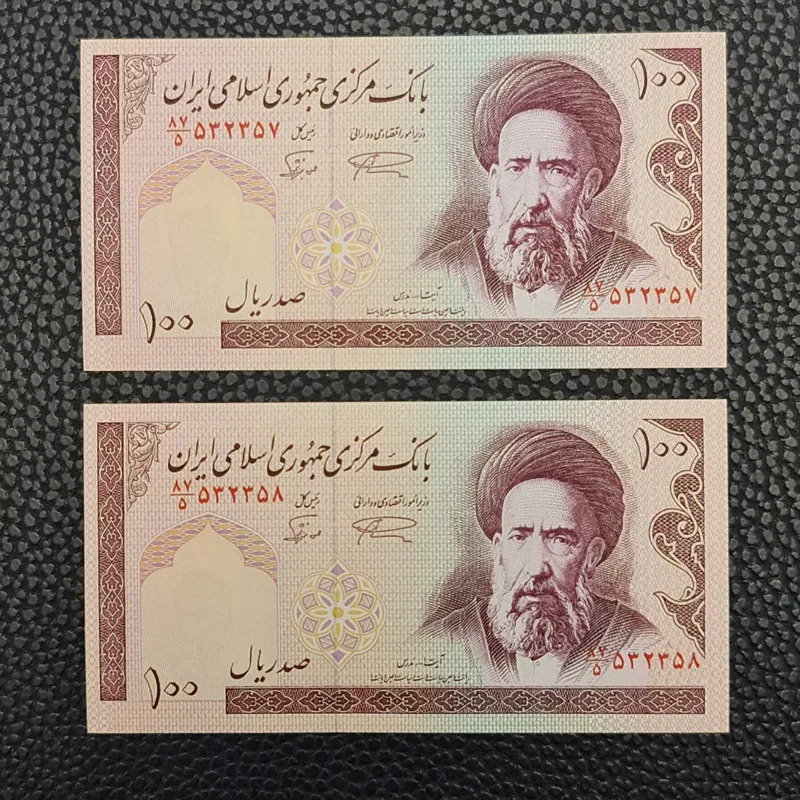 بانک مرکزی جمهوری اسلامی ایران
۱۰۰
۸۷/۵ ۵۳۲۳۵۷
رئیس کل
وزیر امور اقتصادی و دارائی
۸۷/۵ ۵۳۲۳۵۷
صد ریال
۱۰۰
بانک مرکزی جمهوری اسلامی ایران
۱۰۰
۸۷/۵ ۵۳۲۳۵۸
رئیس کل
وزیر امور اقتصادی و دارائی
۸۷/۵ ۵۳۲۳۵۸
صد ریال
۱۰۰